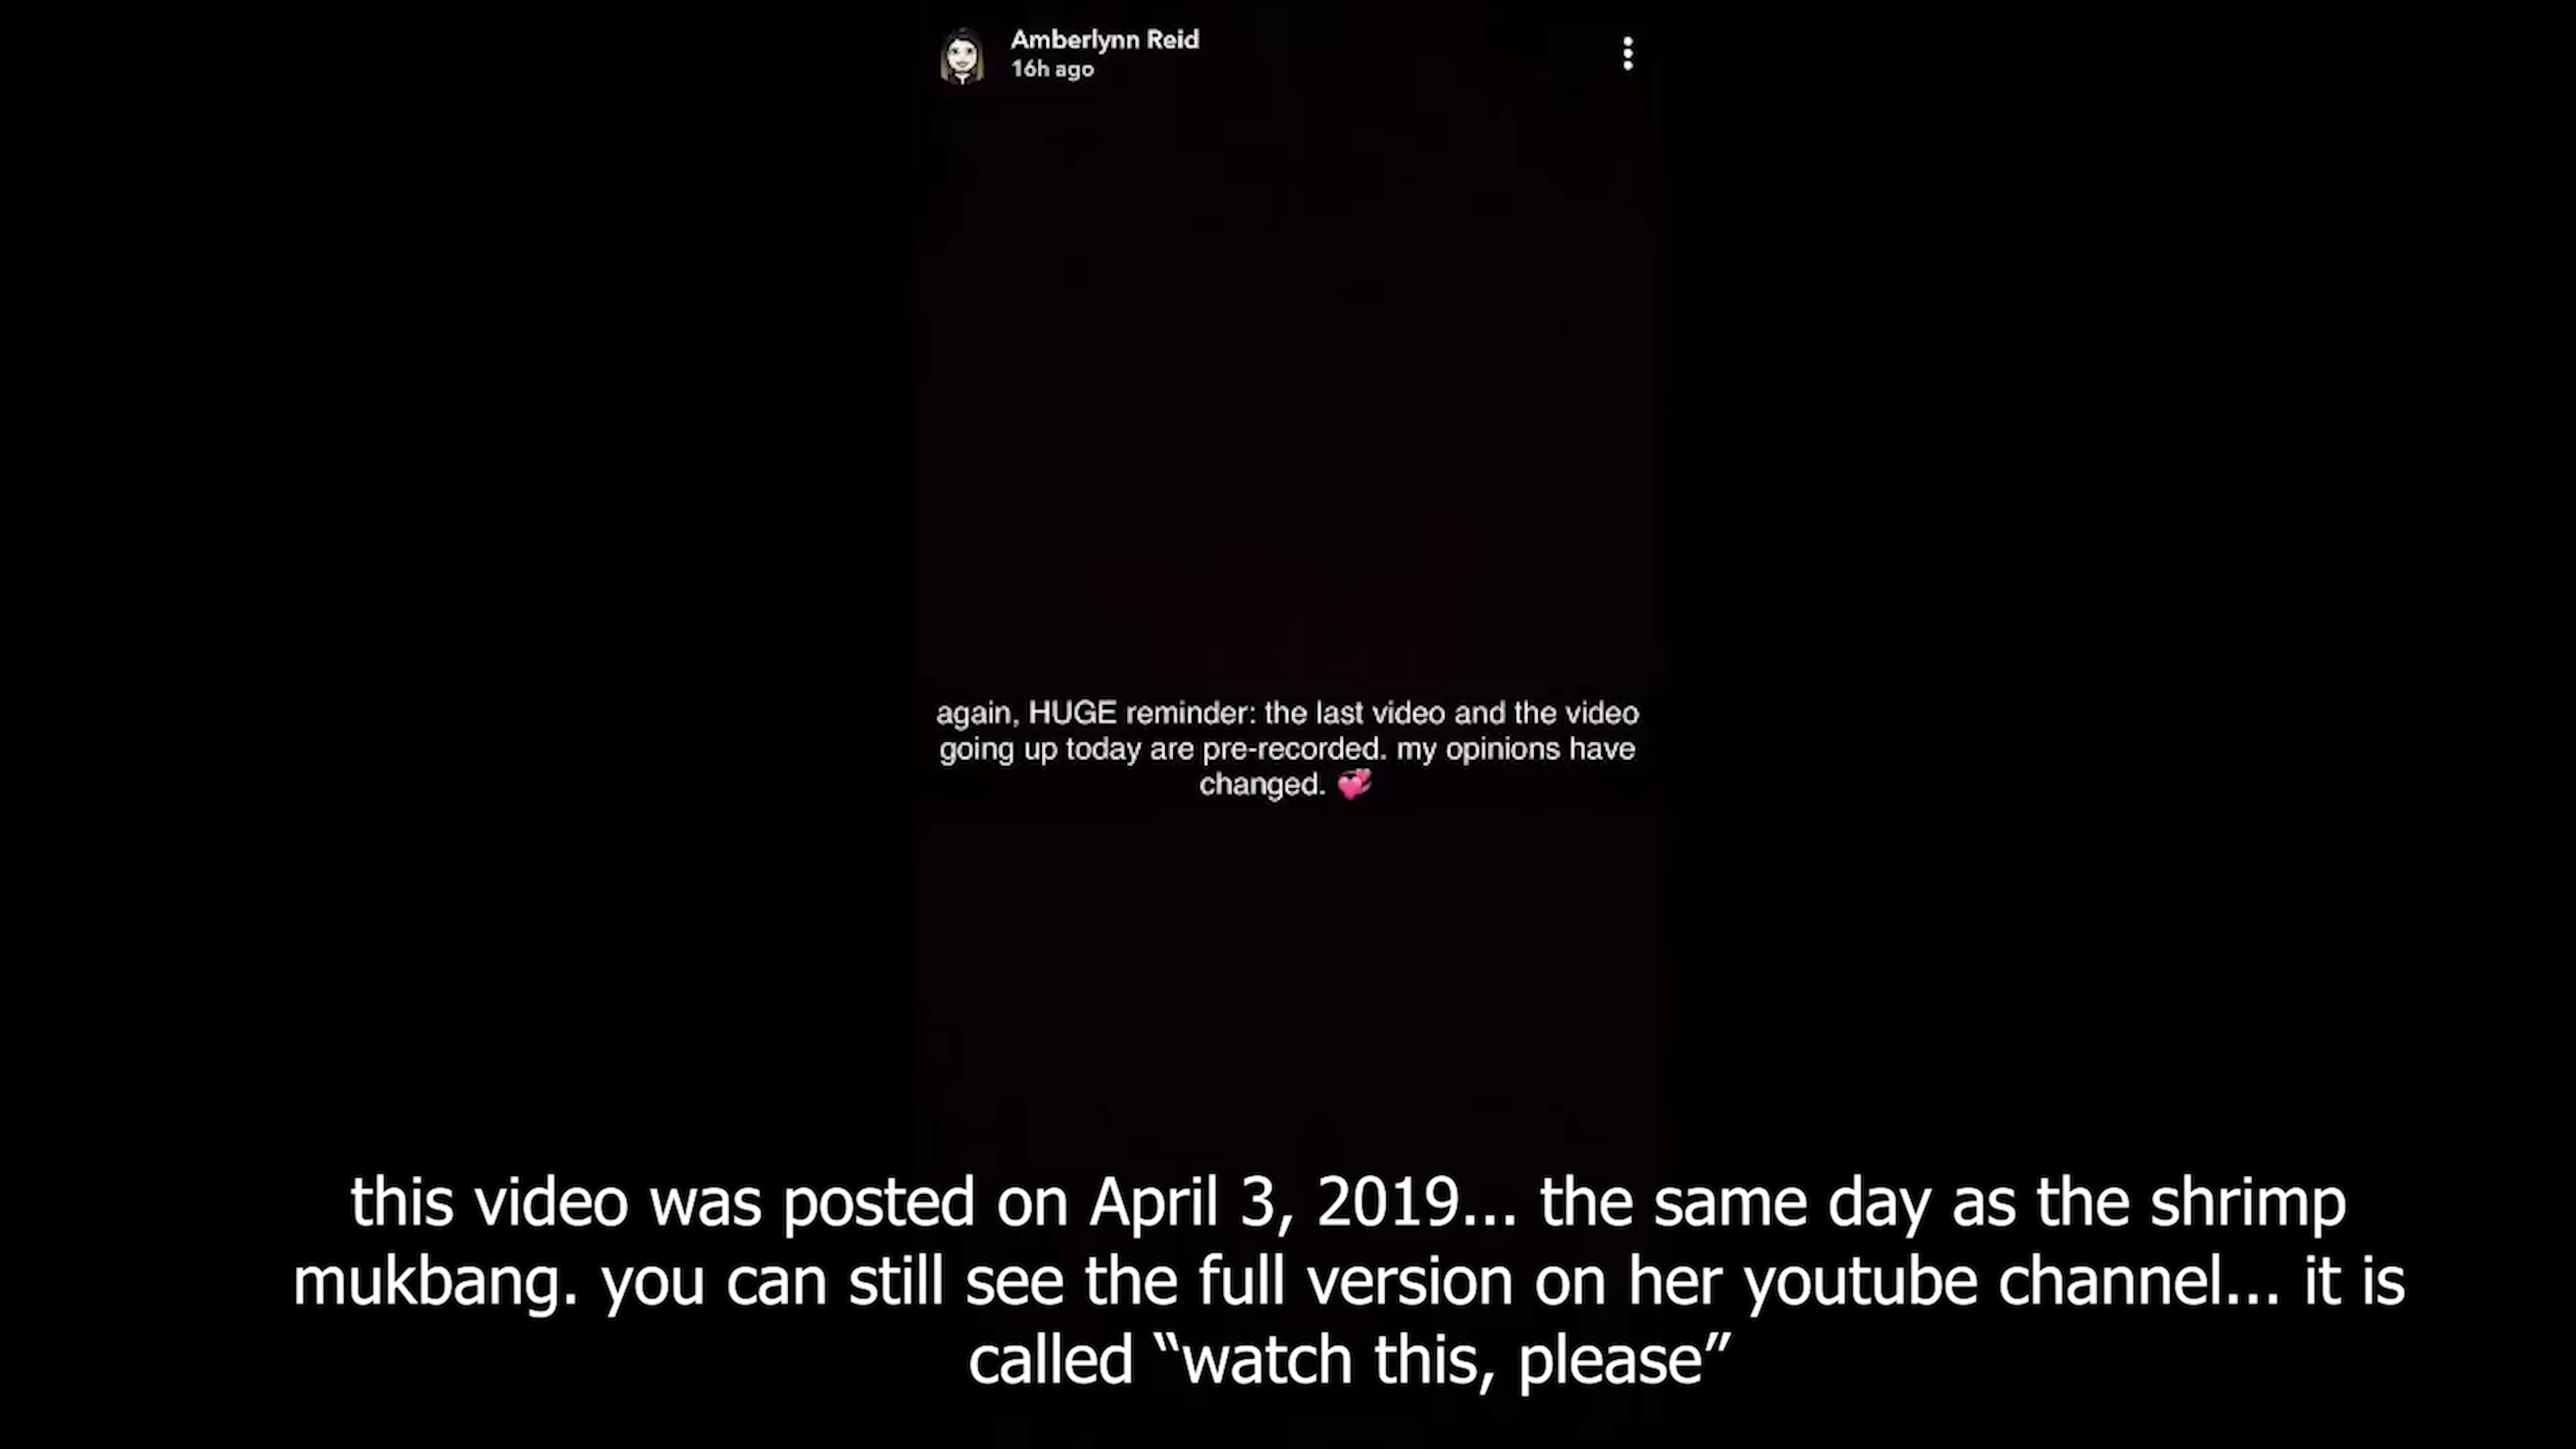 Amberlynn Reid
16h ago
again, HUGE reminder: the last video and the video
going up today are pre-recorded. my opinions have
changed. 💞
this video was posted on April 3, 2019... the same day as the shrimp
mukbang. you can still see the full version on her youtube channel... it is
called “watch this, please”